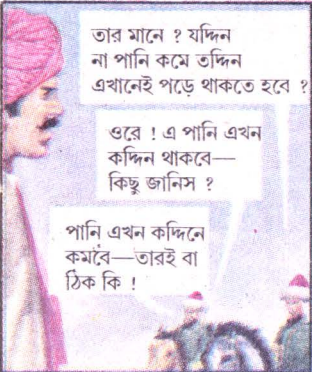 তার মানে ? যদ্দিন
না পানি কমে তদ্দিন
এখানেই পড়ে থাকতে হবে ?
ওরে ! এ পানি এখন
কদ্দিন থাকবে—
কিছু জানিস ?
পানি এখন কদ্দিনে
কমবে—তারই বা
ঠিক কি !